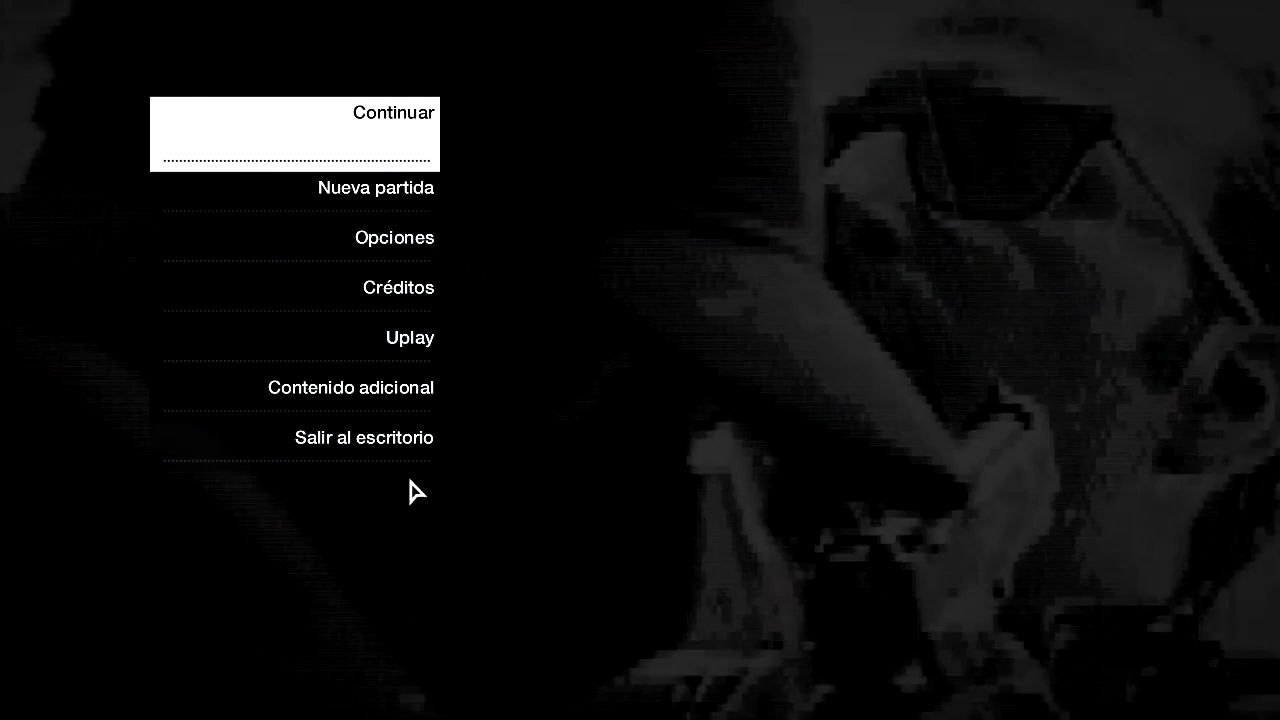 Continuar
Nueva partida
Opciones
Créditos
Uplay
Contenido adicional
Salir al escritorio